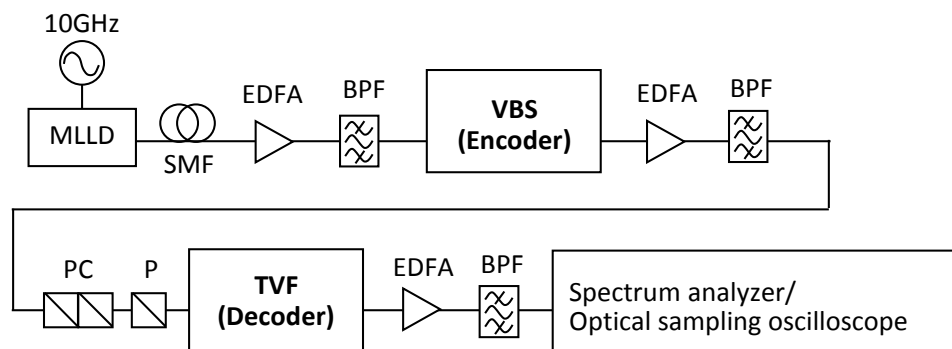 10GHz
MLLD
SMF
EDFA
BPF
VBS
(Encoder)
EDFA
BPF
PC
P
TVF
(Decoder)
EDFA
BPF
Spectrum analyzer/
Optical sampling oscilloscope